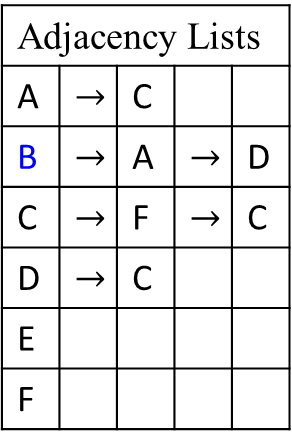 Adjacency Lists
A → C
B → A → D
C → F → C
D → C
E
F